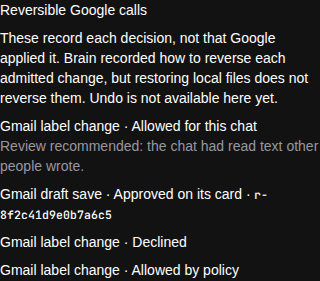 Reversible Google calls
These record each decision, not that Google
applied it. Brain recorded how to reverse each
admitted change, but restoring local files does not
reverse them. Undo is not available here yet.
Gmail label change · Allowed for this chat
Review recommended: the chat had read text other
people wrote.
Gmail draft save · Approved on its card · r-
8f2c41d9e0b7a6c5
Gmail label change · Declined
Gmail label change · Allowed by policy